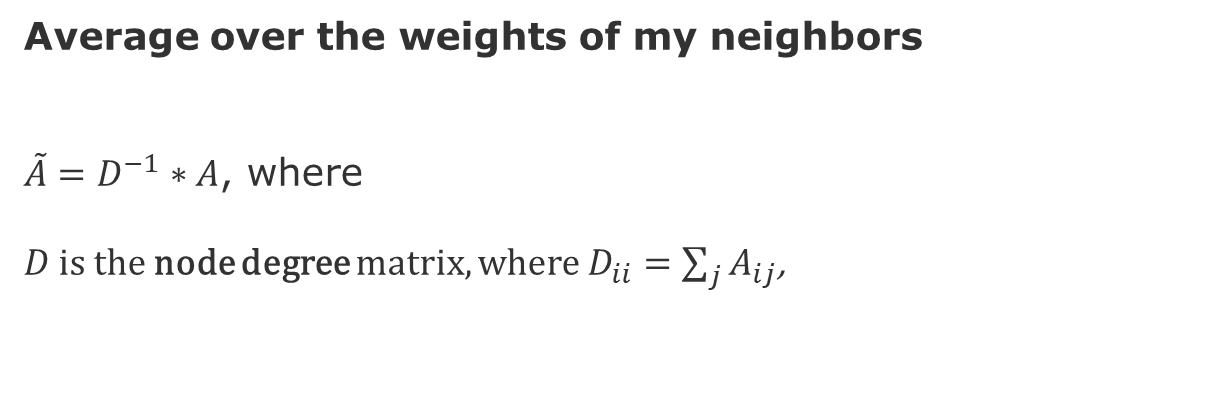 Average over the weights of my neighbors
Ã = D⁻¹ * A, where
D is the node degree matrix, where Dᵢᵢ = ∑ⱼ Aᵢⱼ,